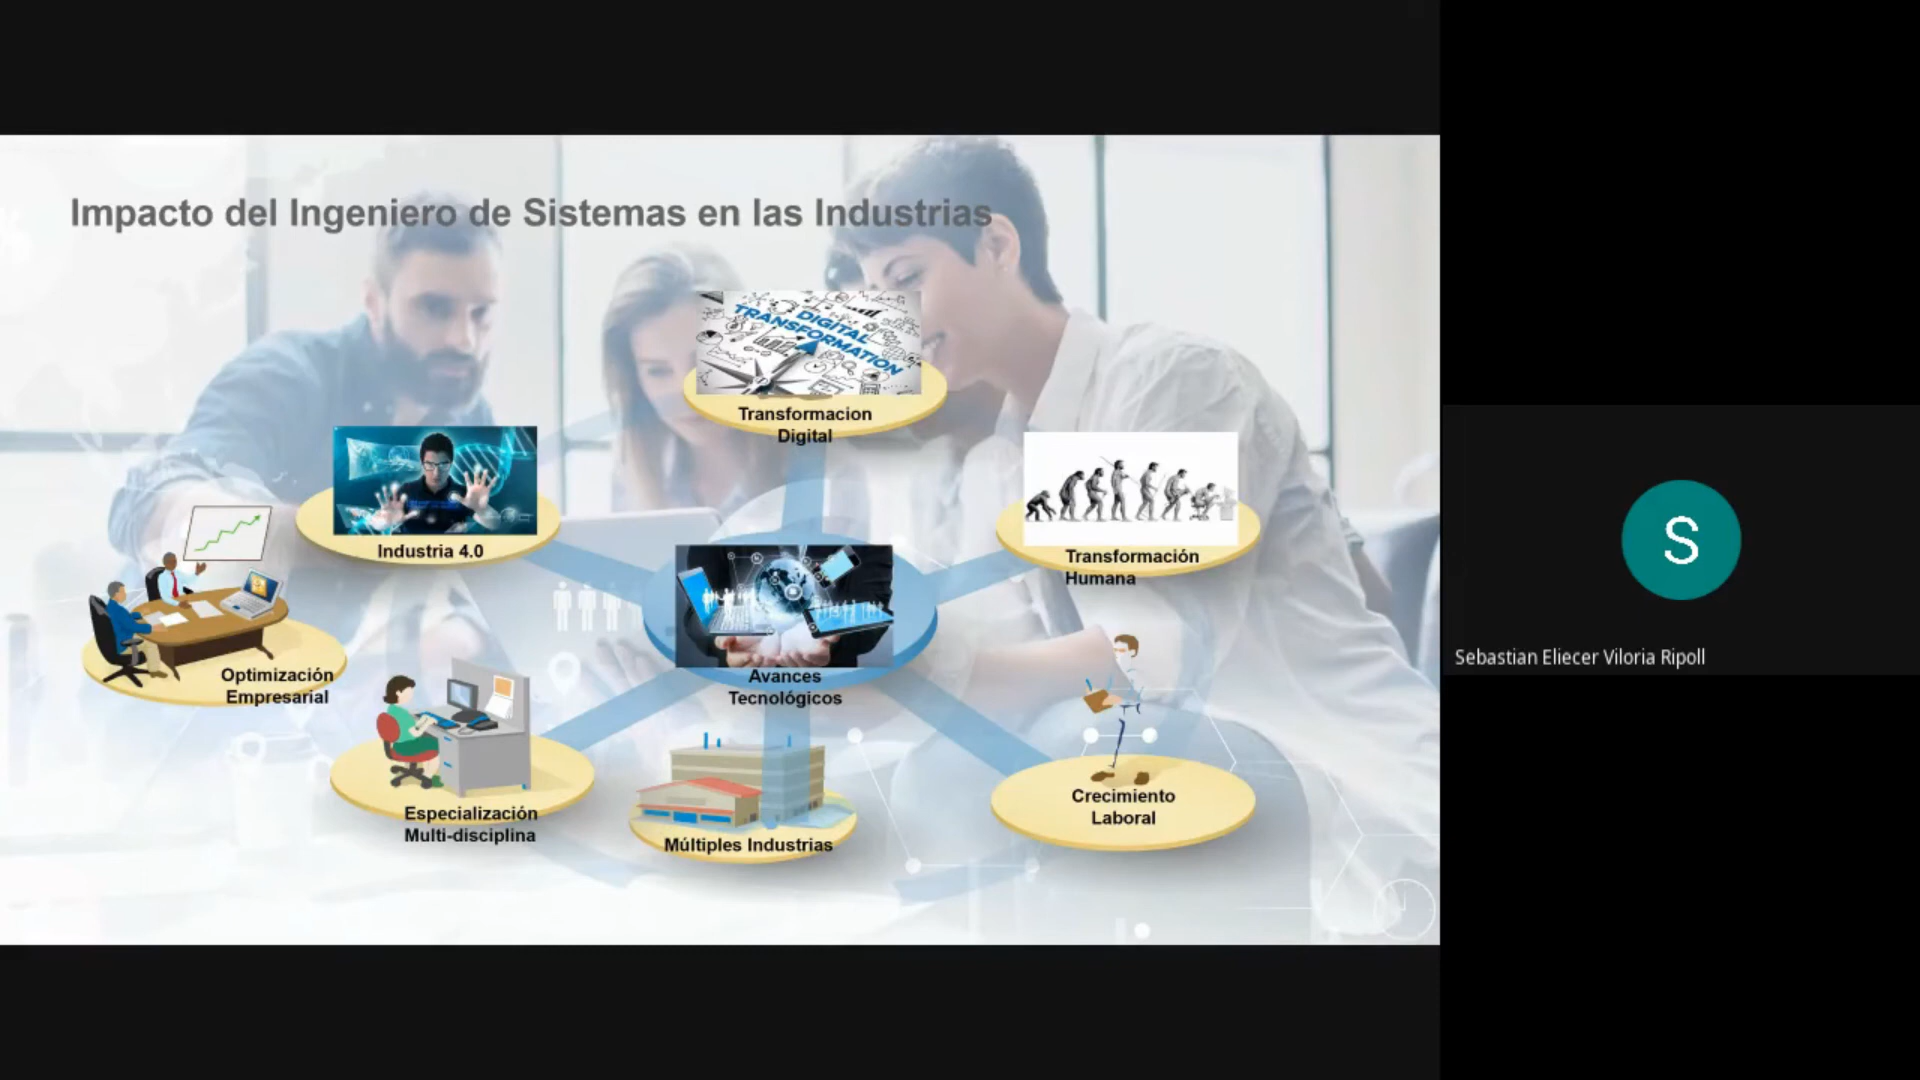 Impacto del Ingeniero de Sistemas en las Industrias
DIGITAL
TRANSFORMATION
Transformacion
Digital
Industria 4.0
Transformación
Humana
Optimización
Empresarial
Avances
Tecnológicos
Especialización
Multi-disciplina
Múltiples Industrias
Crecimiento
Laboral
S
Sebastian Eliecer Viloria Ripoll